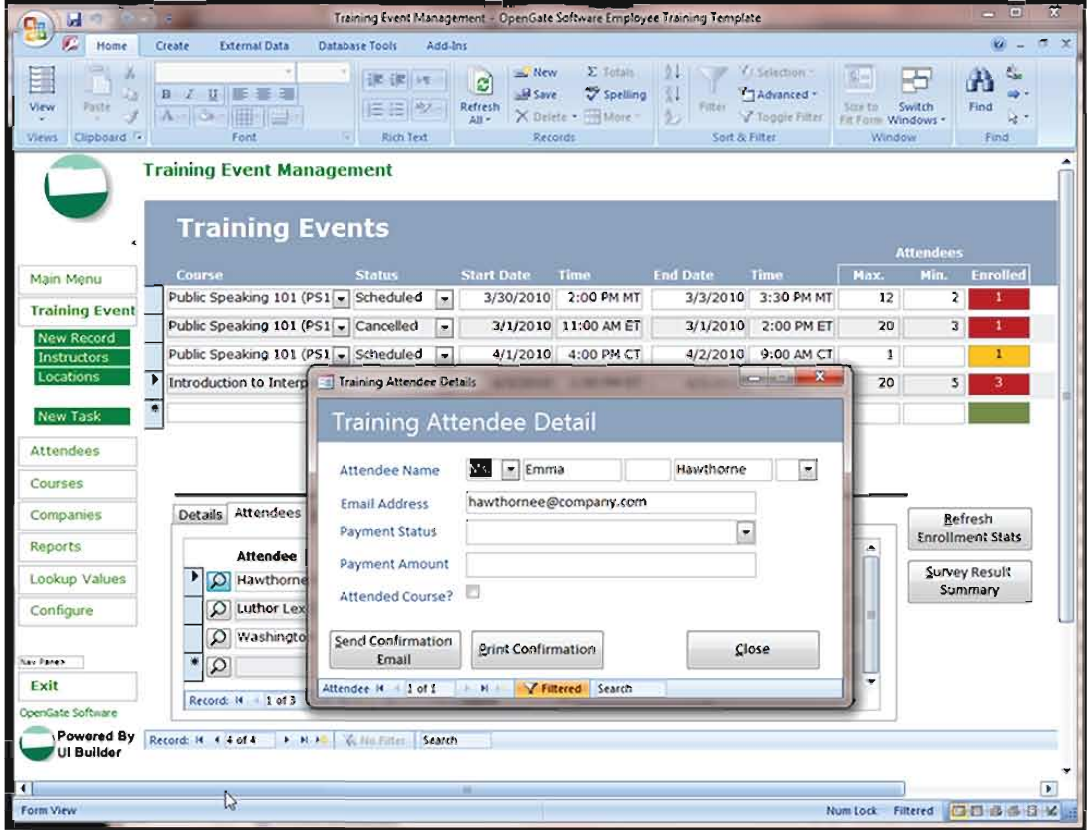 Training Event Management - OpenGate Software Employee Training Template
Home Create External Data Database Tools Add-Ins
View Paste B I U Refresh All New Save Delete Totals Spelling More Filter Selection Advanced Toggle Filter Size to Fit Form Switch Windows Find
Views Clipboard Font Rich Text Records Sort & Filter Window Find
Training Event Management
Training Events
Attendees
Course Status Start Date Time End Date Time Max. Min. Enrolled
Public Speaking 101 (PS1 Scheduled 3/30/2010 2:00 PM MT 3/3/2010 3:30 PM MT 12 2 1
Public Speaking 101 (PS1 Cancelled 3/1/2010 11:00 AM ET 3/1/2010 2:00 PM ET 20 3 1
Public Speaking 101 (PS1 Scheduled 4/1/2010 4:00 PM CT 4/2/2010 9:00 AM CT 1 1
Introduction to Interp 20 5 3
Main Menu
Training Event
New Record
Instructors
Locations
New Task
Attendees
Courses
Companies
Reports
Lookup Values
Configure
Nav Pane>
Exit
OpenGate Software
Powered By
UI Builder
Details Attendees
Attendee
Hawthorne
Luthor Lex
Washingto
Record: 1 of 3
Training Attendee Details
Training Attendee Detail
Attendee Name Ms. Emma Hawthorne
Email Address hawthornee@company.com
Payment Status
Payment Amount
Attended Course?
Send Confirmation
Email
Print Confirmation
Close
Attendee 1 of 1 Filtered Search
Refresh
Enrollment Stats
Survey Result
Summary
Record: 4 of 4 No Filter Search
Form View Num Lock Filtered